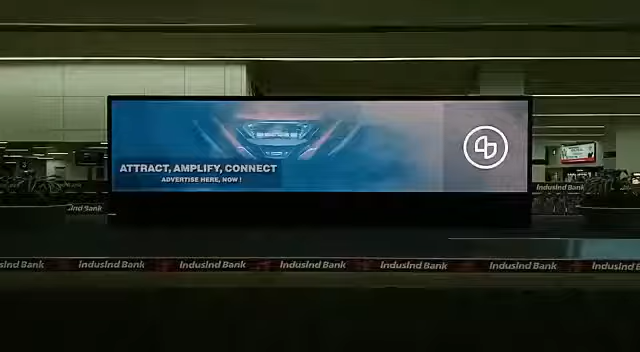 ATTRACT, AMPLIFY, CONNECT
ADVERTISE HERE, NOW !
IndusInd Bank
Ind Bank
IndusInd Bank IndusInd Bank IndusInd Bank IndusInd Bank IndusInd Bank IndusInd Bank IndusInd